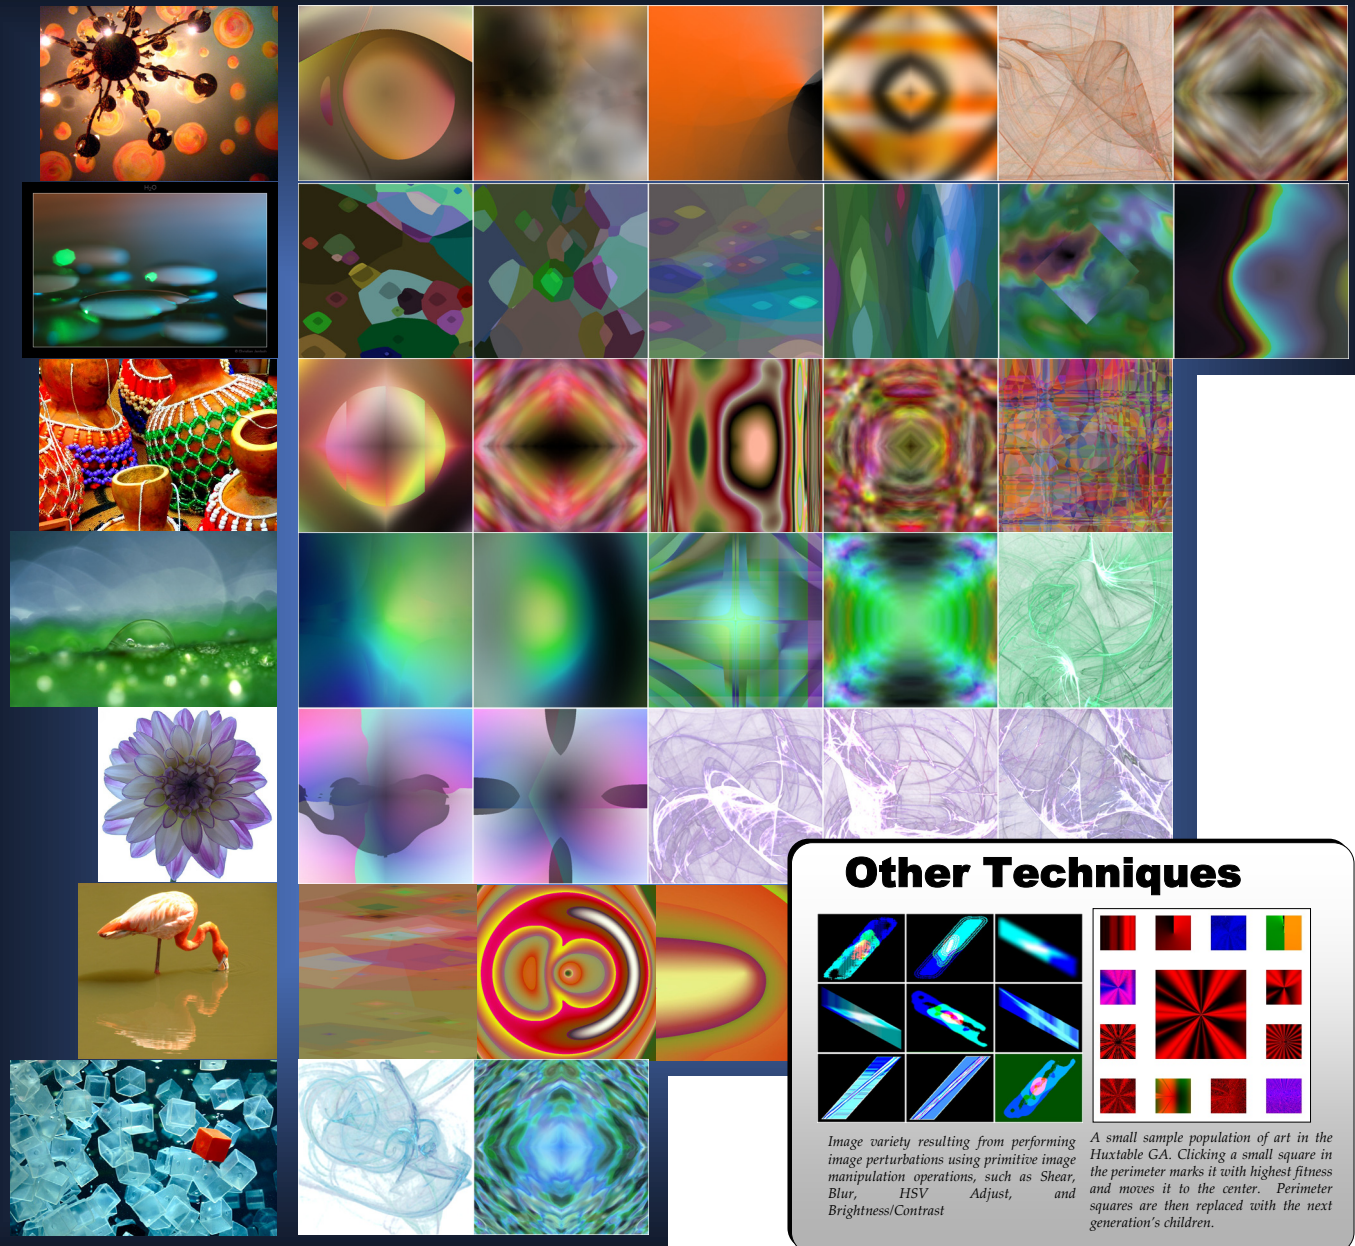 H2O
Other Techniques
Image variety resulting from performing
image perturbations using primitive image
manipulation operations, such as Shear,
Blur, HSV Adjust, and
Brightness/Contrast
A small sample population of art in the
Huxtable GA. Clicking a small square in
the perimeter marks it with highest fitness
and moves it to the center. Perimeter
squares are then replaced with the next
generation's children.